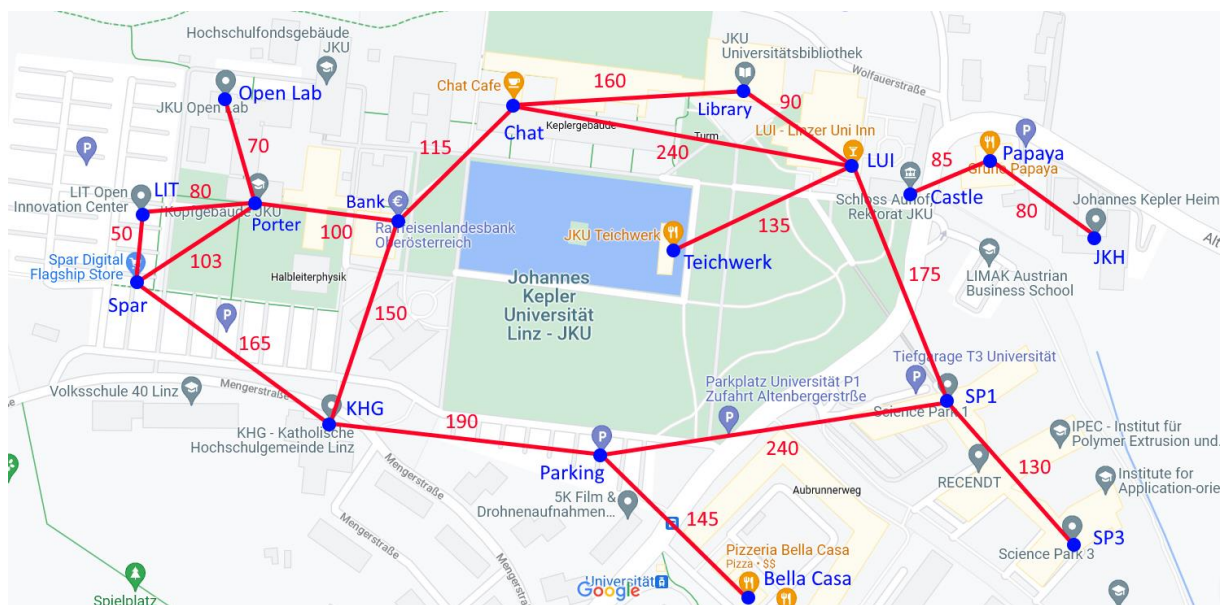 Hochschulfondsgebäude
JKU
JKU
Universitätsbibliothek
Wolfauerstraße
Chat Cafe
160
Open Lab
JKU Open Lab
Library
90
Chat
Keplergebäude
Turm
LUI - Linzer Uni Inn
70
115
240
LUI
85
Papaya
LIT Open
Innovation Center
LIT
80
Bank
Castle
Schloss Auhof,
Rektorat JKU
Johannes Kepler Heim
Kopfgebäude JKU
Porter
100
Raiffeisenlandesbank
Oberösterreich
JKU Teichwerk
135
80
50
103
Teichwerk
JKH
Spar Digital
Flagship Store
Spar
Halbleiterphysik
Johannes
Kepler
Universität
Linz - JKU
175
LIMAK Austrian
Business School
150
165
Tiefgarage T3 Universität
Volksschule 40 Linz
Mengerstraße
Parkplatz Universität P1
Zufahrt Altenbergerstrße
SP1
Science Park 1
KHG
190
KHG - Katholische
Hochschulgemeinde Linz
IPEC - Institut für
Polymer Extrusion und...
240
Parking
130
Mengerstraße
Aubrunnerweg
RECENDT
Institute for
Application-orie
5K Film &
Drohnenaufnahmen...
145
Mengerstraße
SP3
Science Park 3
Pizzeria Bella Casa
Pizza • $$
Bella Casa
Universität
Google
Spielplatz